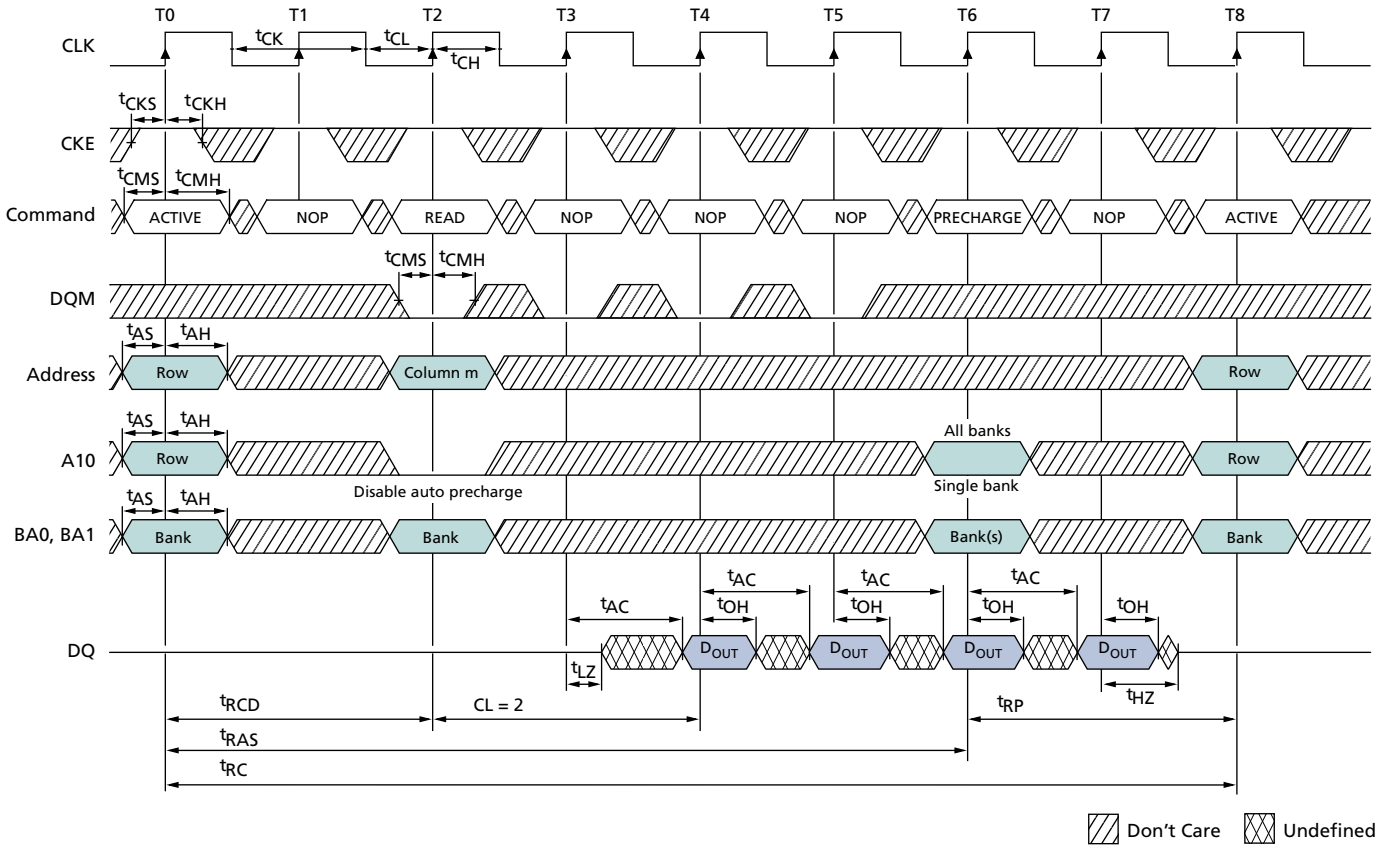 T0 T1 T2 T3 T4 T5 T6 T7 T8
CLK
tCK tCL tCH
tCKS tCKH
CKE
tCMS tCMH
Command ACTIVE NOP READ NOP NOP NOP PRECHARGE NOP ACTIVE
tCMS tCMH
DQM
tAS tAH
Address Row Column m Row
tAS tAH All banks
A10 Row Row
Disable auto precharge Single bank
tAS tAH
BA0, BA1 Bank Bank Bank(s) Bank
tAC tAC tAC tAC
tOH tOH tOH tOH
DQ DOUT DOUT DOUT DOUT
tLZ tHZ
tRCD CL = 2 tRP
tRAS
tRC
Don't Care Undefined